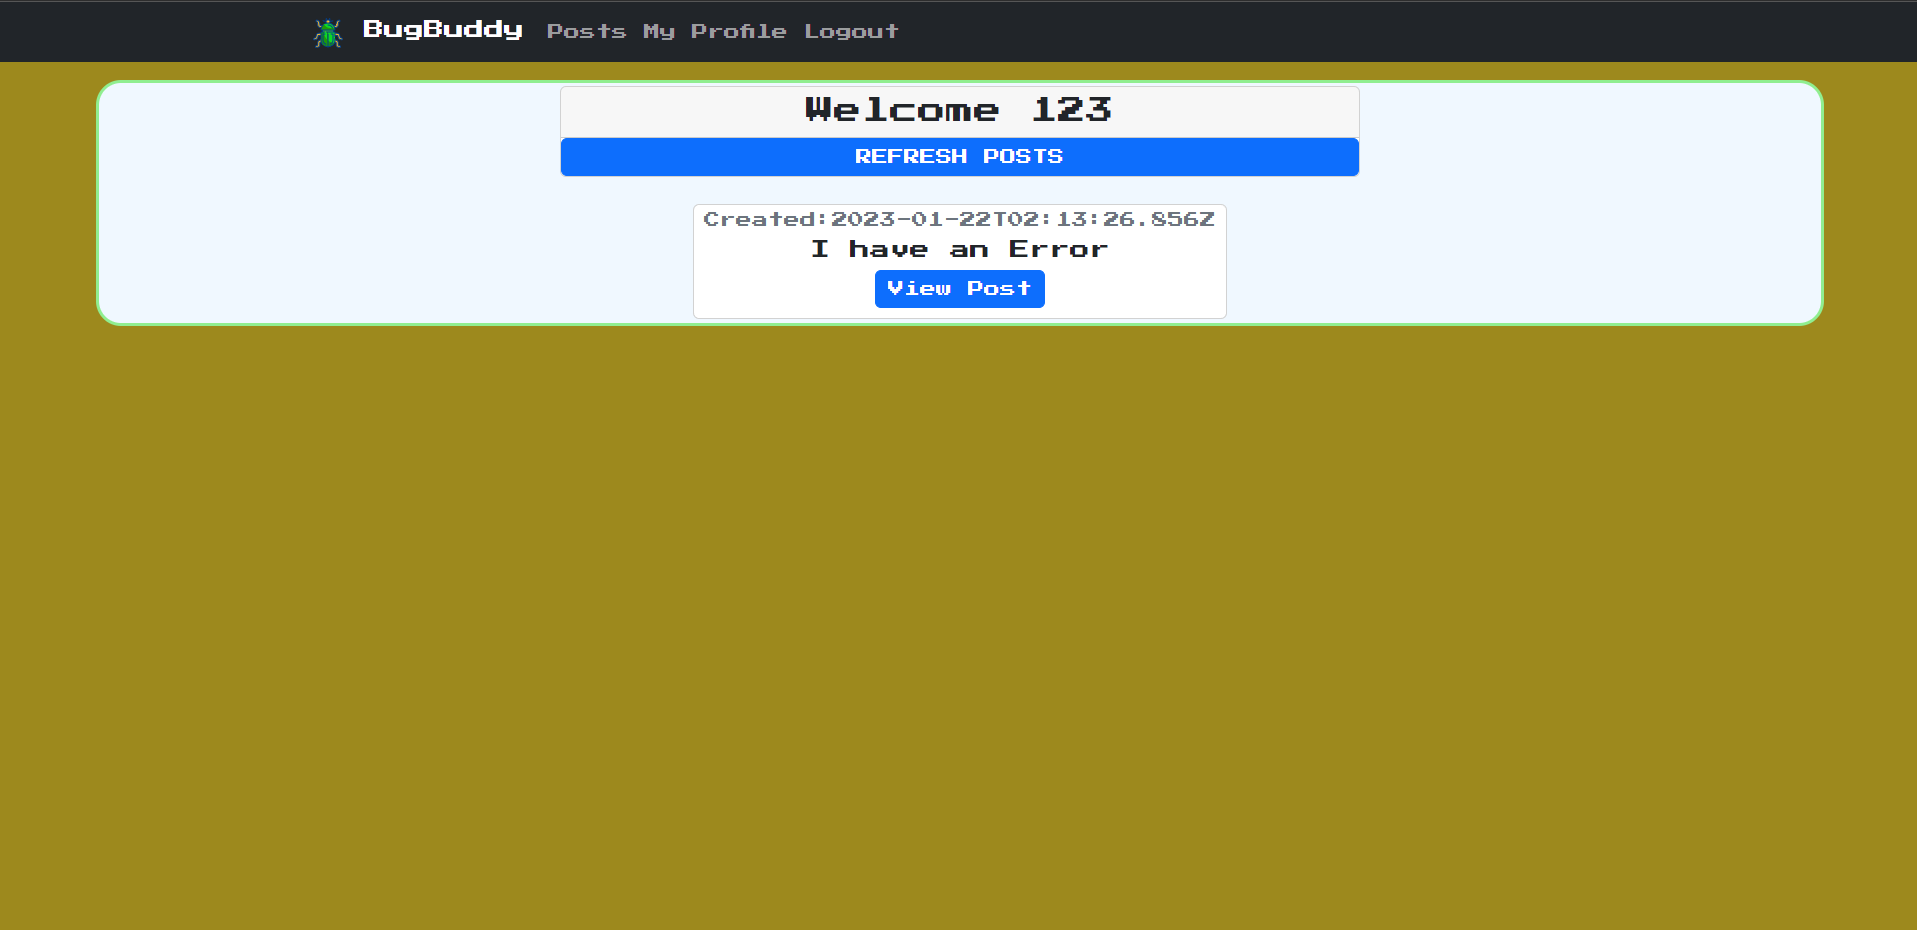 BugBuddy Posts My Profile Logout
Welcome 123
REFRESH POSTS
Created:2023-01-22T02:13:26.856Z
I have an Error
View Post